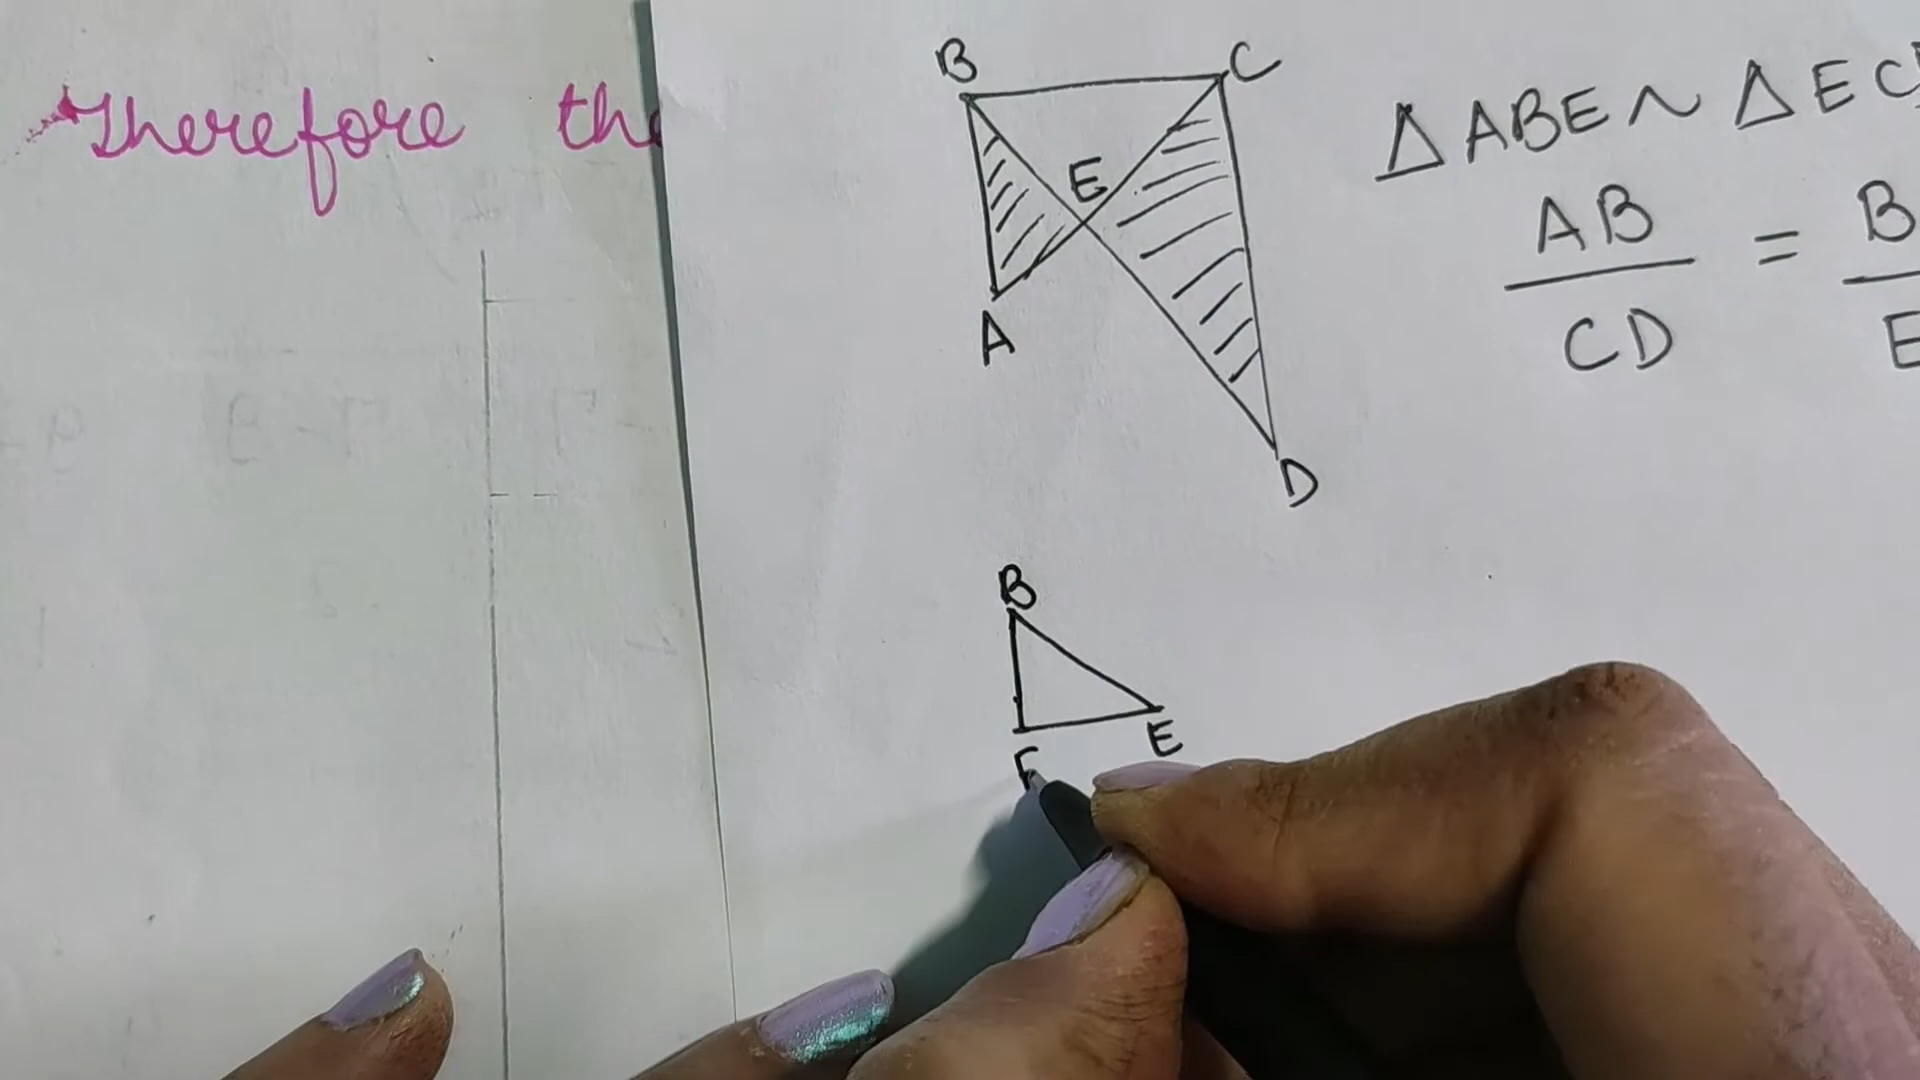 Therefore the
B C
E
A
D
△ABE ~ △EC
AB = B
CD E
B
E
F